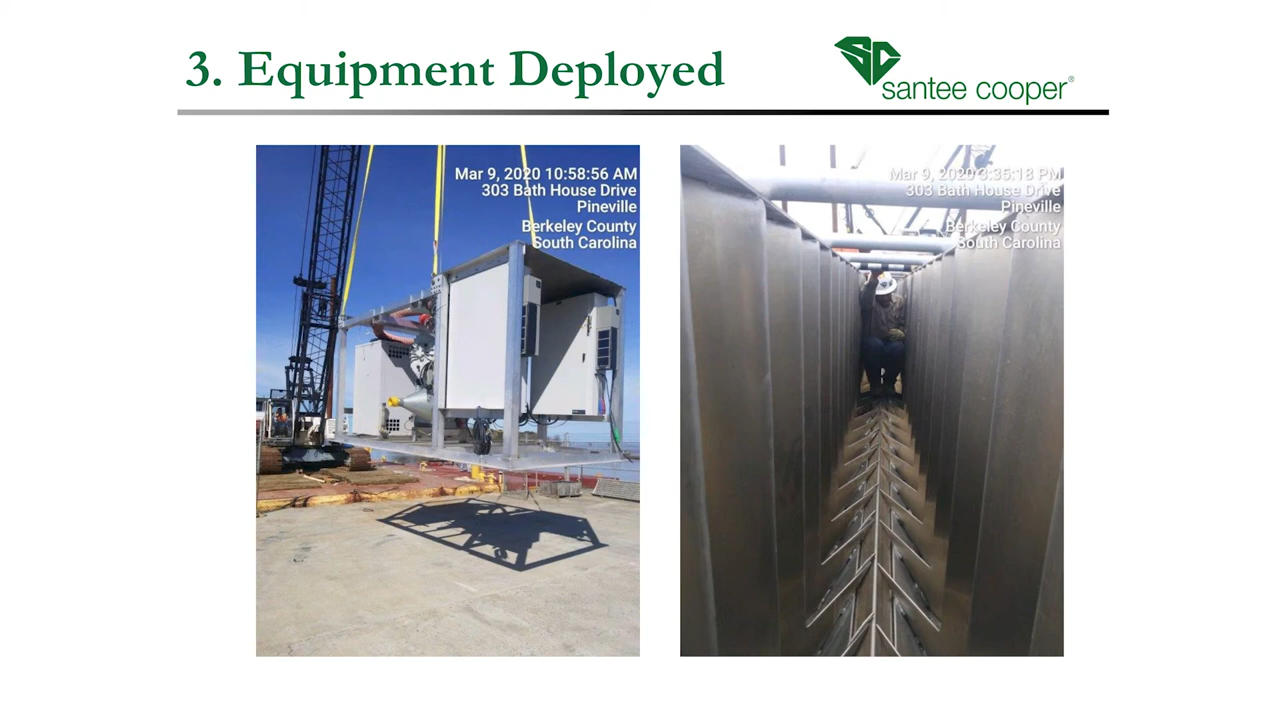 3. Equipment Deployed
SC
santee cooper®
Mar 9, 2020 10:58:56 AM
303 Bath House Drive
Pineville
Berkeley County
South Carolina
Mar 9, 2020 3:35:18 PM
303 Bath House Drive
Pineville
Berkeley County
South Carolina